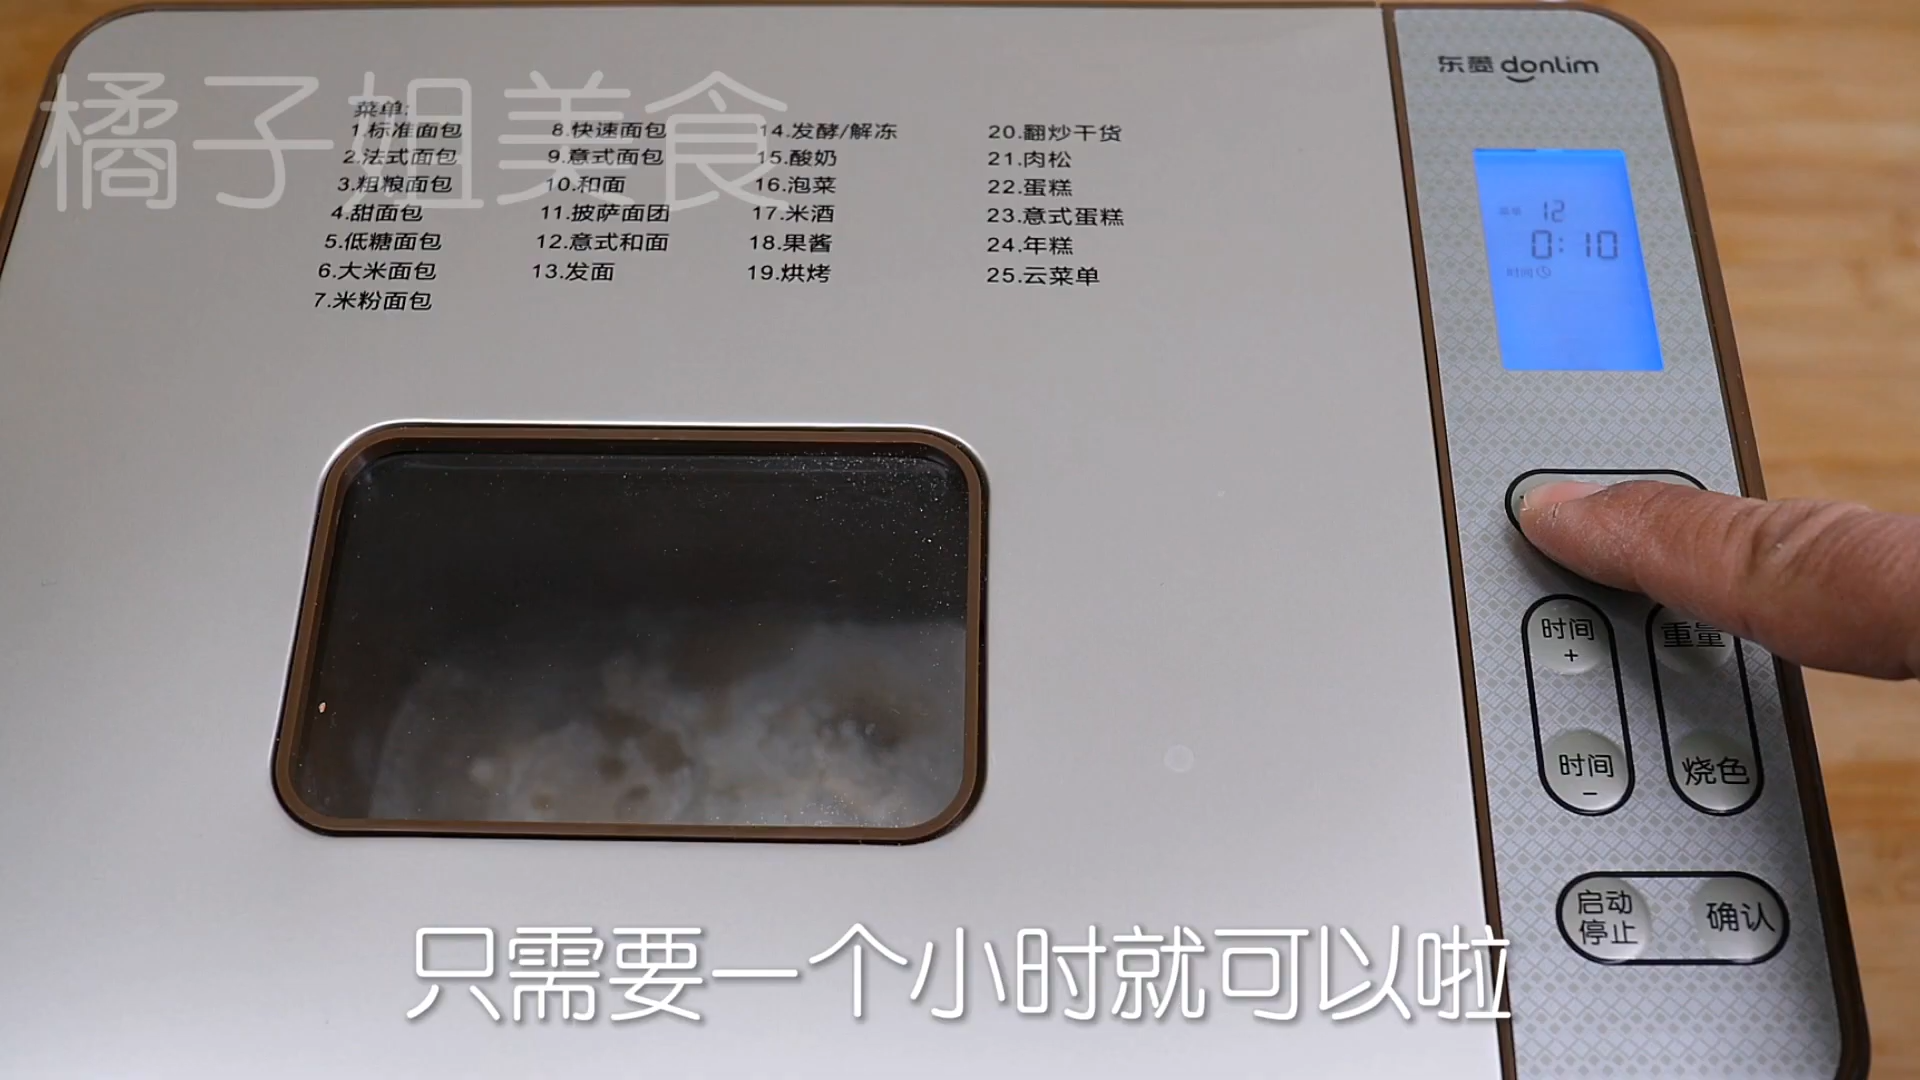 橘子姐美食
菜单:
1.标准面包
2.法式面包
3.粗粮面包
4.甜面包
5.低糖面包
6.大米面包
7.米粉面包
8.快速面包
9.意式面包
10.和面
11.披萨面团
12.意式和面
13.发面
14.发酵/解冻
15.酸奶
16.泡菜
17.米酒
18.果酱
19.烘烤
20.翻炒干货
21.肉松
22.蛋糕
23.意式蛋糕
24.年糕
25.云菜单
东菱 donlim
菜单 12
0:10
时间
时间
+
时间
-
重量
烧色
启动
停止
确认
只需要一个小时就可以啦